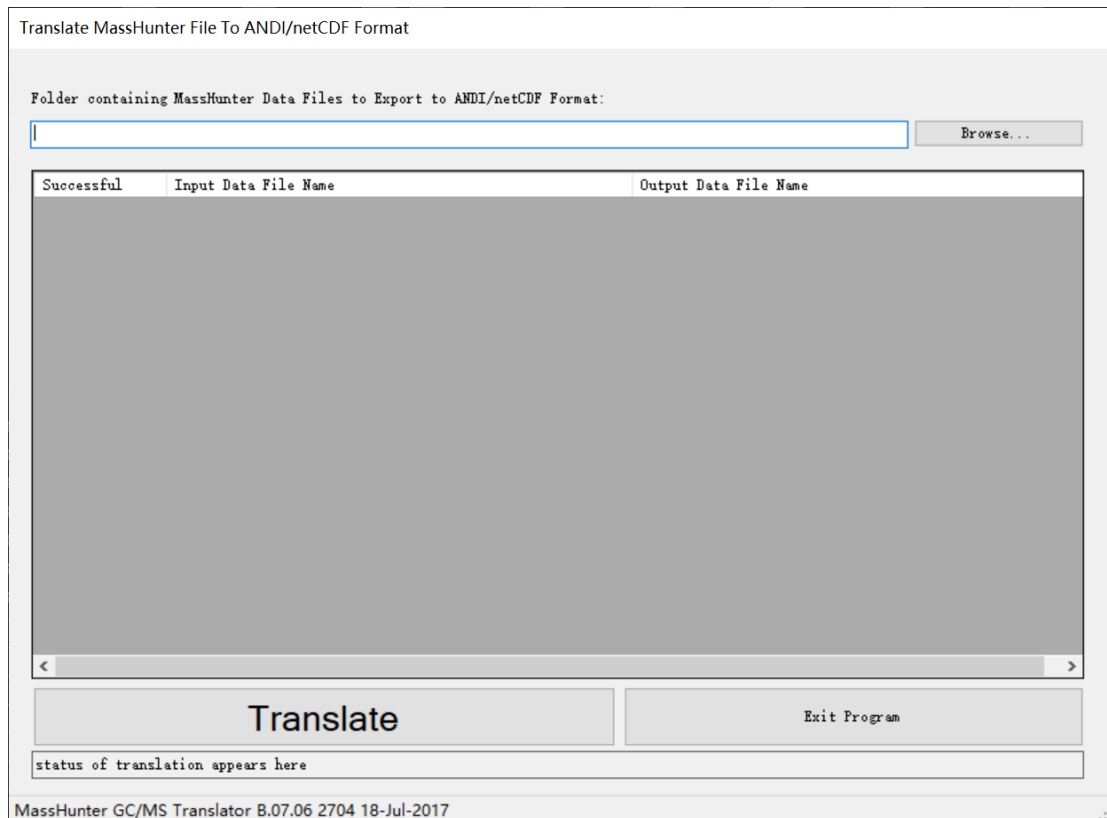 Translate MassHunter File To ANDI/netCDF Format
Folder containing MassHunter Data Files to Export to ANDI/netCDF Format:
Browse...
Successful Input Data File Name Output Data File Name
Translate Exit Program
status of translation appears here
MassHunter GC/MS Translator B.07.06 2704 18-Jul-2017